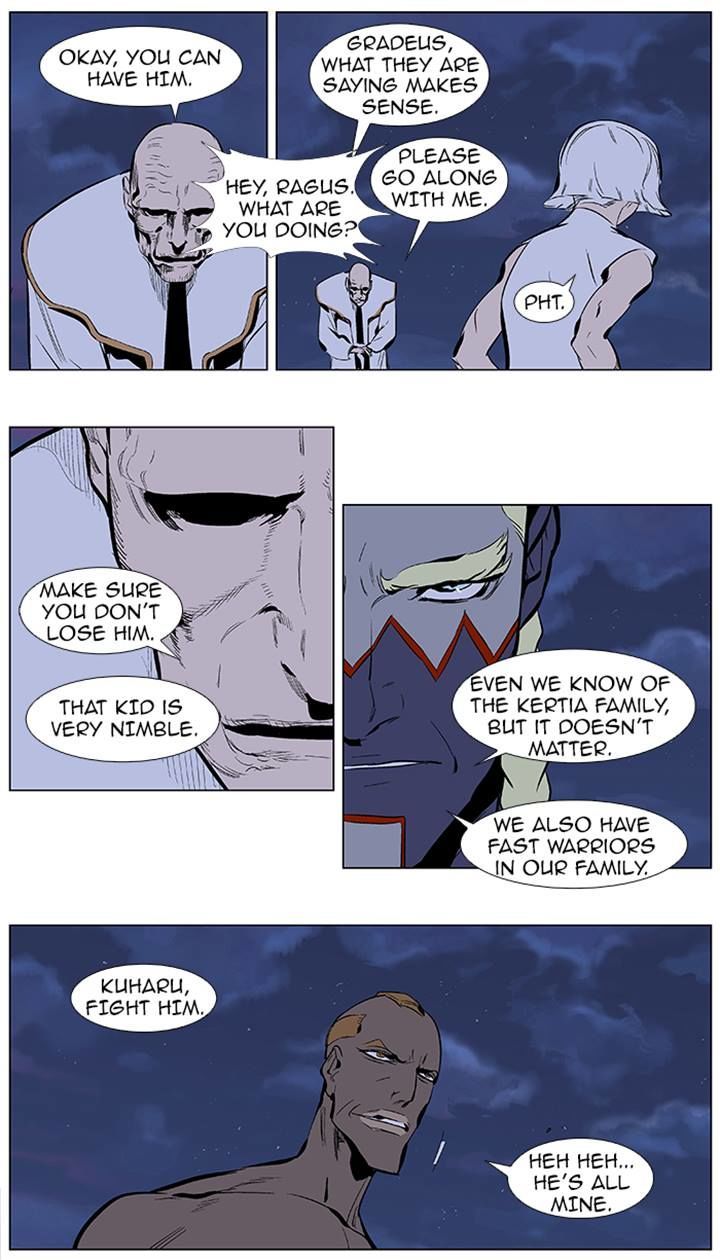 OKAY, YOU CAN
HAVE HIM.
HEY, RAGUS.
WHAT ARE
YOU DOING?
GRADEUS,
WHAT THEY ARE
SAYING MAKES
SENSE.
PLEASE
GO ALONG
WITH ME.
PHT.
MAKE SURE
YOU DON'T
LOSE HIM.
THAT KID IS
VERY NIMBLE.
EVEN WE KNOW OF
THE KERTIA FAMILY,
BUT IT DOESN'T
MATTER.
WE ALSO HAVE
FAST WARRIORS
IN OUR FAMILY.
KUHARU,
FIGHT HIM.
HEH HEH...
HE'S ALL
MINE.